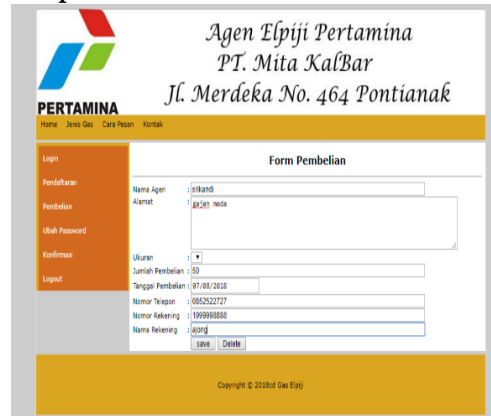 Agen Elpiji Pertamina
PT. Mita KalBar
Jl. Merdeka No. 464 Pontianak
PERTAMINA
Home Jenis Gas Cara Pesan Kontak
Login
Pendaftaran
Pembelian
Ubah Password
Konfirmasi
Logout
Form Pembelian
Nama Agen : srikandi
Alamat : gajah mada
Ukuran :
Jumlah Pembelian : 50
Tanggal Pembelian : 07/08/2018
Nomor Telepon : 0852522727
Nomor Rekening : 1999998888
Nama Rekening : ajong
save Delete
Copyright © 2018cd Gas Elpiji